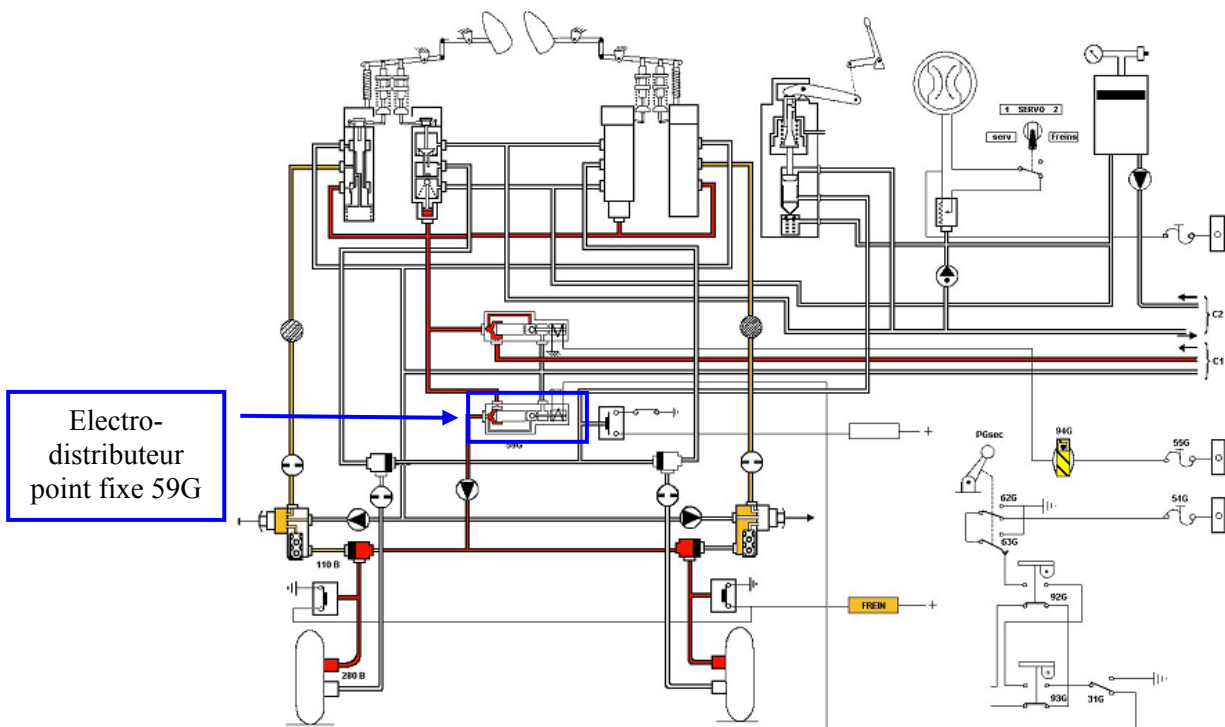 1 SERVO 2
serv
freins
C2
C1
Electro-
distributeur
point fixe 59G
59G
PGsec
94G
55G
62G
51G
63G
110 B
FREIN
92G
280 B
93G
31G